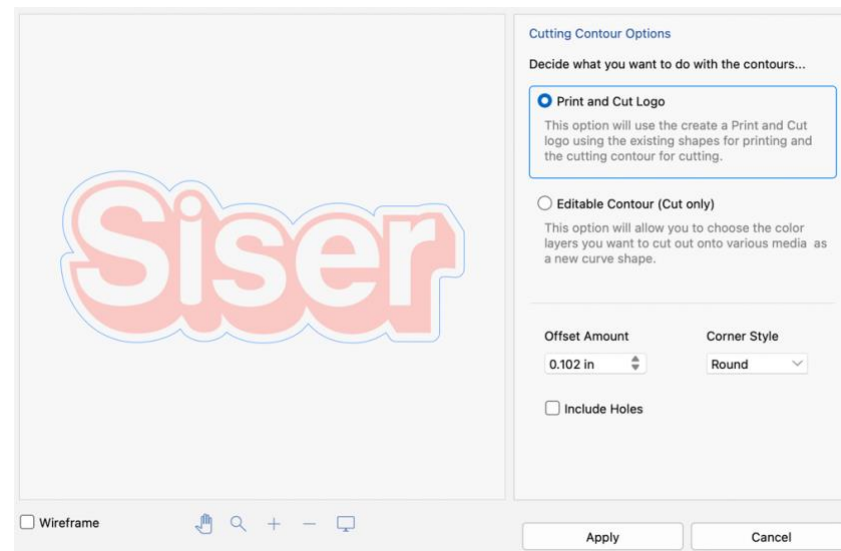 Siser
Cutting Contour Options
Decide what you want to do with the contours...
Print and Cut Logo
This option will use the create a Print and Cut
logo using the existing shapes for printing and
the cutting contour for cutting.
Editable Contour (Cut only)
This option will allow you to choose the color
layers you want to cut out onto various media as
a new curve shape.
Offset Amount
Corner Style
0.102 in
Round
Include Holes
Wireframe
Apply
Cancel